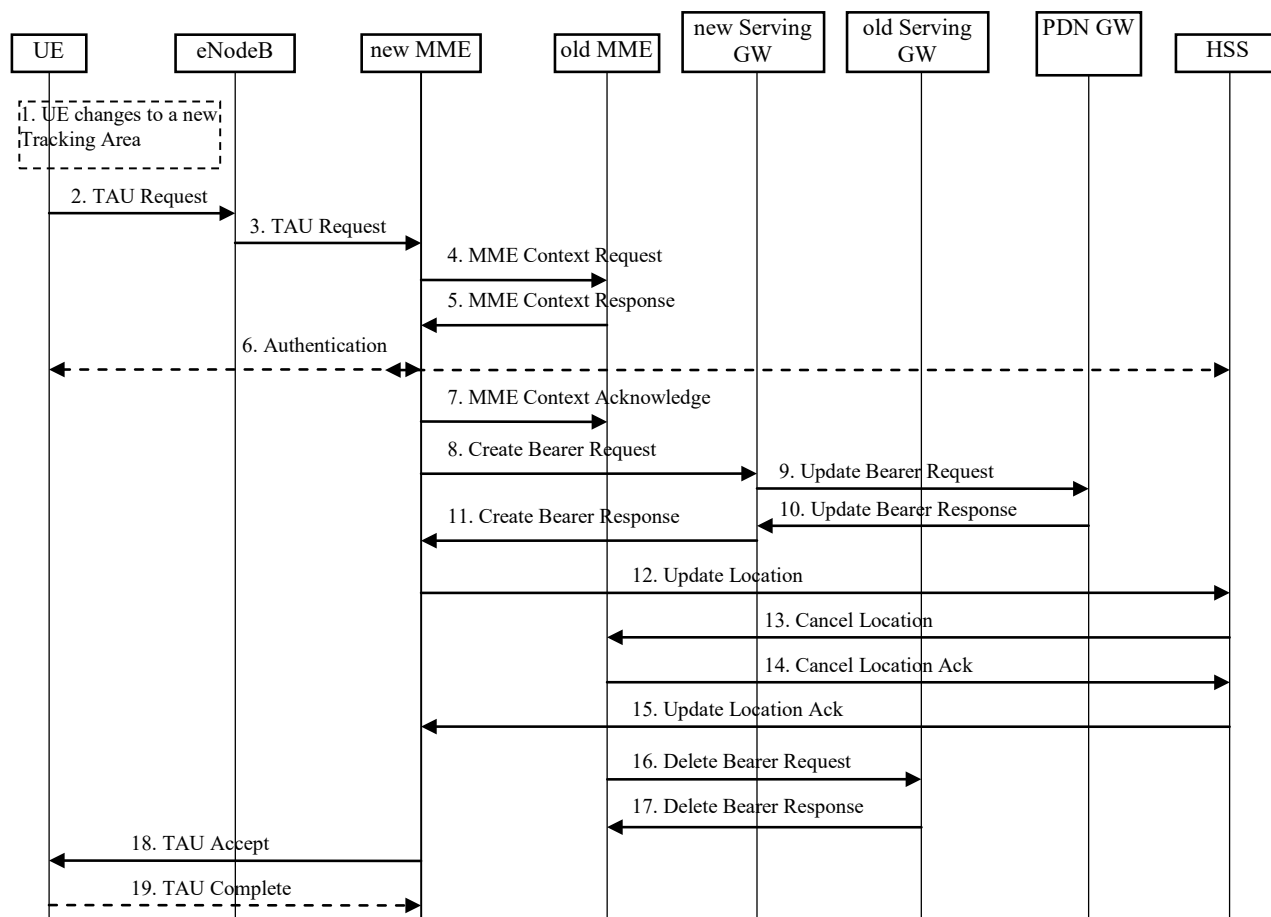 UE
eNodeB
new MME
old MME
new Serving
GW
old Serving
GW
PDN GW
HSS
1. UE changes to a new
Tracking Area
2. TAU Request
3. TAU Request
4. MME Context Request
5. MME Context Response
6. Authentication
7. MME Context Acknowledge
8. Create Bearer Request
9. Update Bearer Request
10. Update Bearer Response
11. Create Bearer Response
12. Update Location
13. Cancel Location
14. Cancel Location Ack
15. Update Location Ack
16. Delete Bearer Request
17. Delete Bearer Response
18. TAU Accept
19. TAU Complete